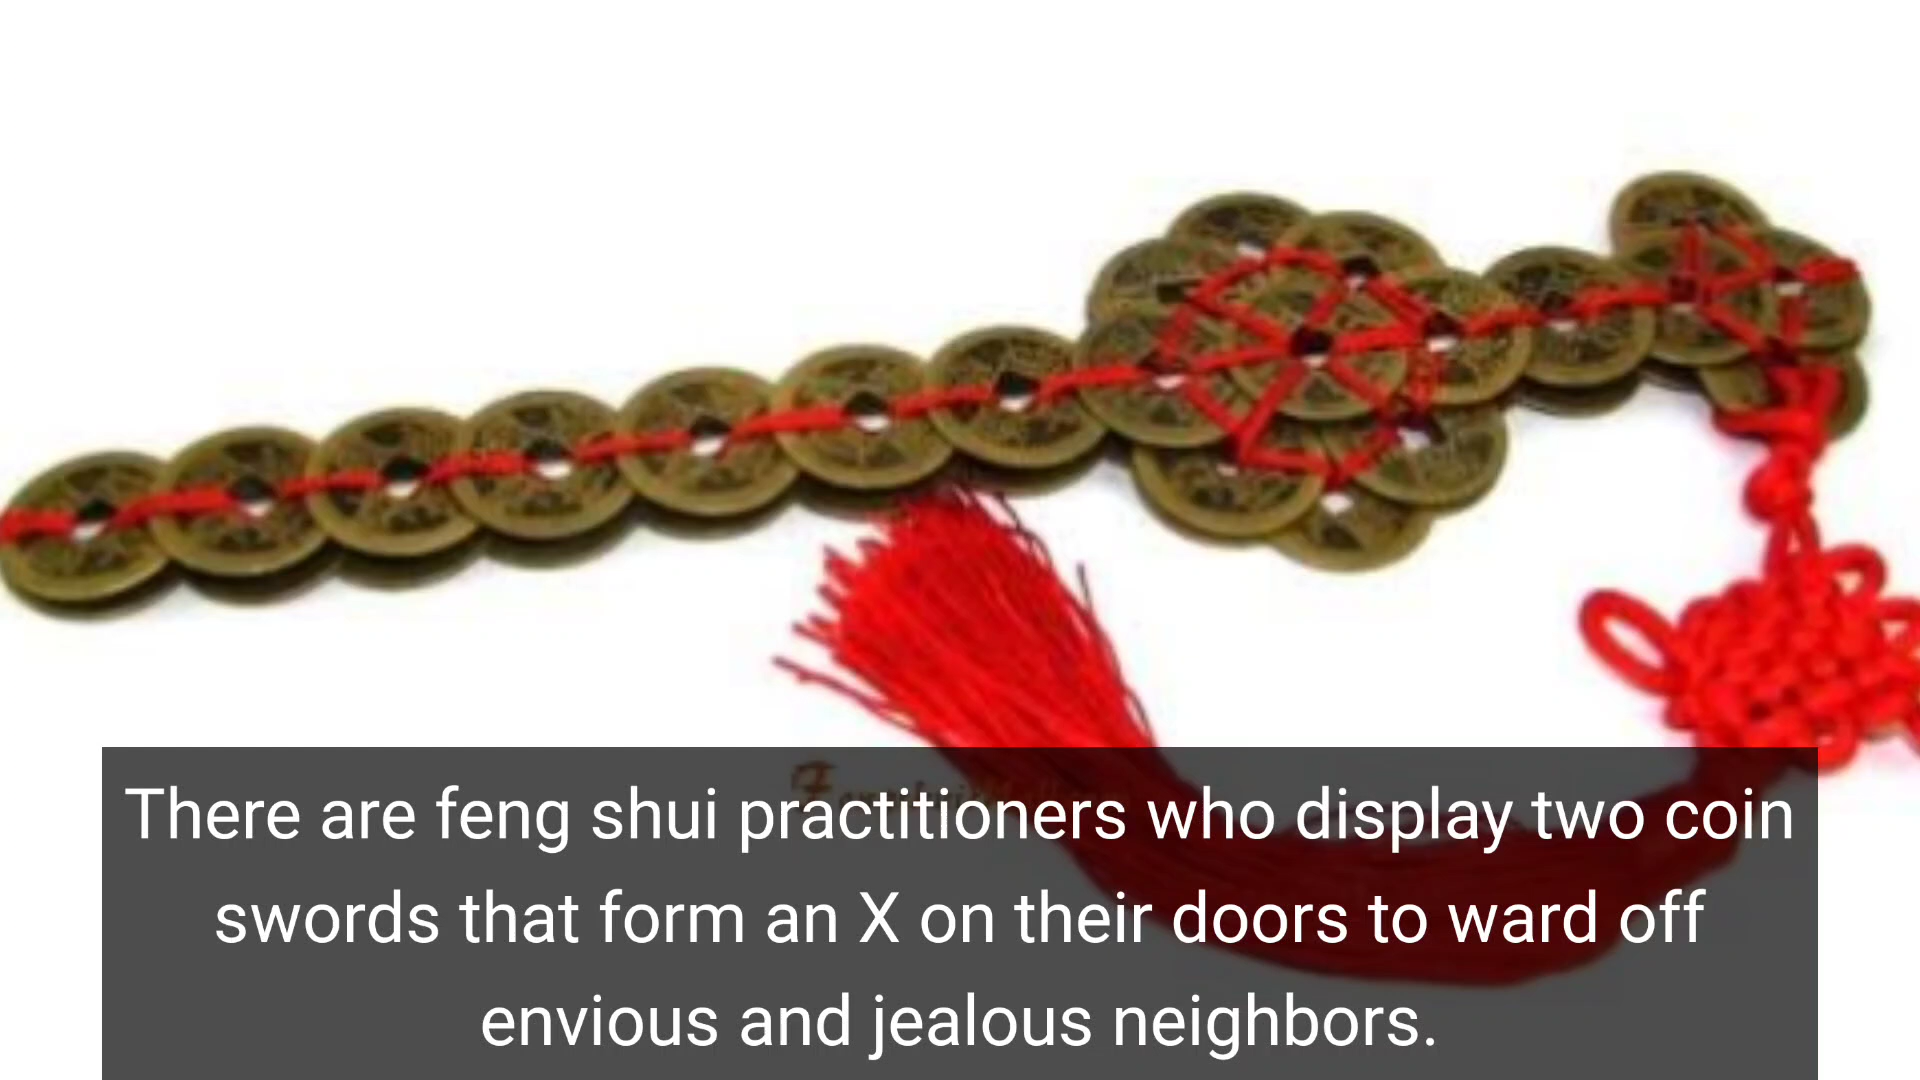 There are feng shui practitioners who display two coin
swords that form an X on their doors to ward off
envious and jealous neighbors.